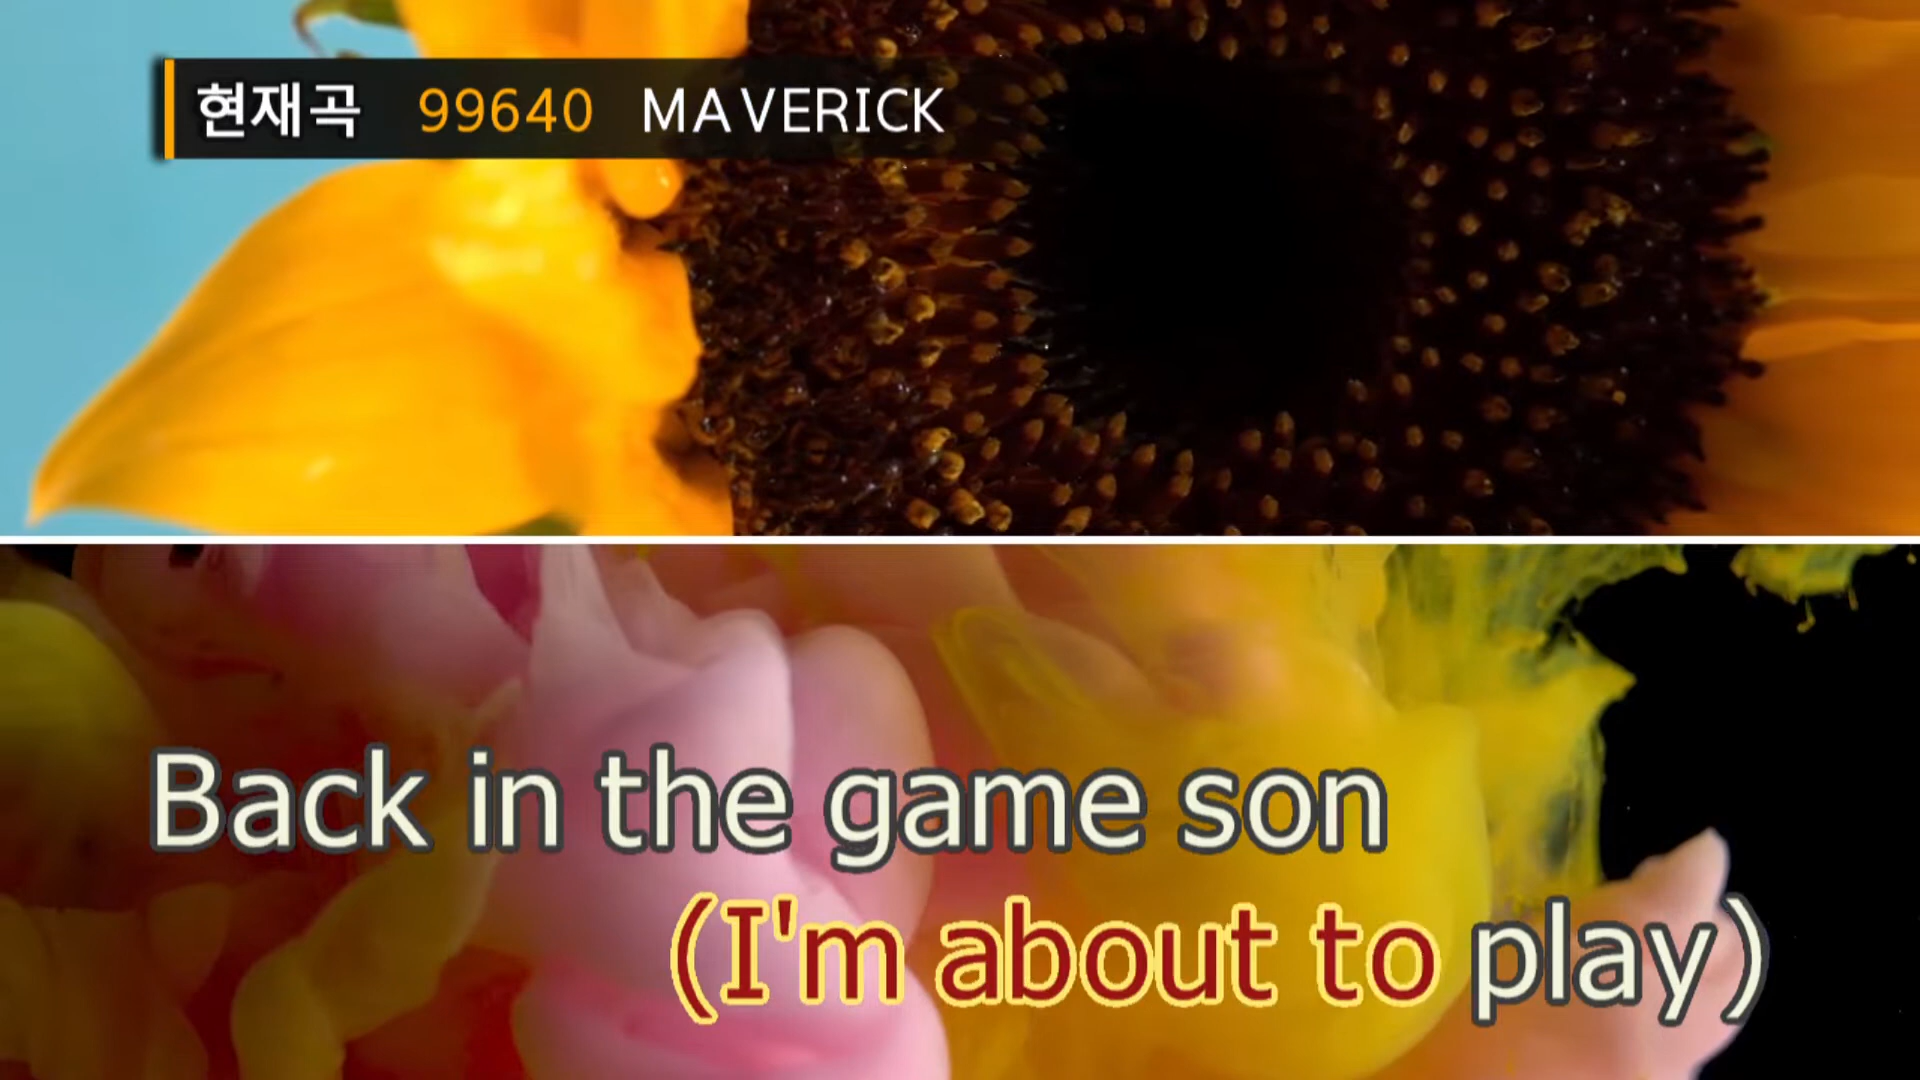 현재곡 99640 MAVERICK
Back in the game son
(I'm about to play)